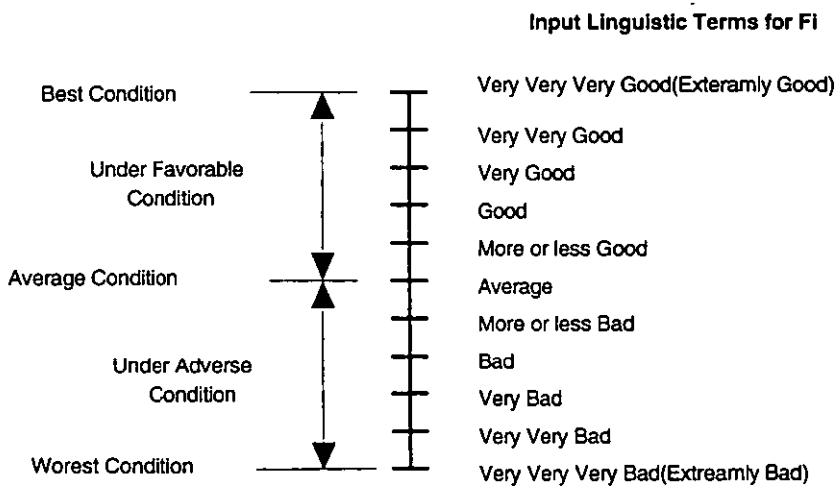 Input Linguistic Terms for Fi
Best Condition
Very Very Very Good(Exteramly Good)
Very Very Good
Under Favorable
Condition
Very Good
Good
More or less Good
Average Condition
Average
More or less Bad
Under Adverse
Condition
Bad
Very Bad
Very Very Bad
Worest Condition
Very Very Very Bad(Extreamly Bad)